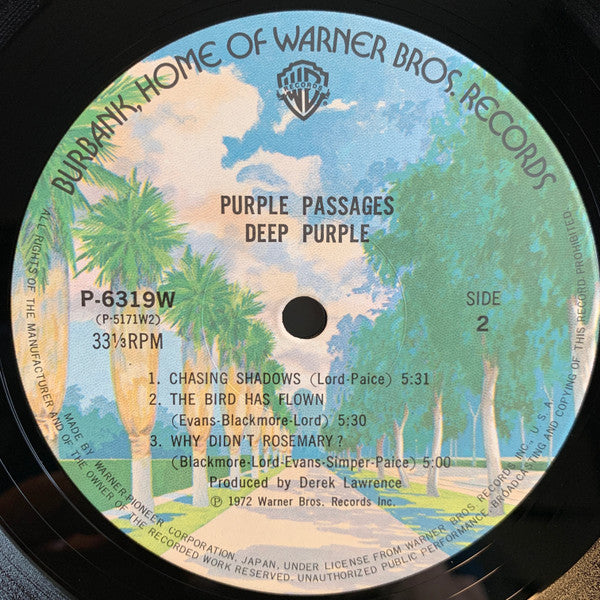 BURBANK, HOME OF WARNER BROS. RECORDS
WB
RECORDS
PURPLE PASSAGES
DEEP PURPLE
P-6319W
(P-5171W2)
33⅓RPM
SIDE
2
1. CHASING SHADOWS (Lord-Paice) 5:31
2. THE BIRD HAS FLOWN
(Evans-Blackmore-Lord) 5:30
3. WHY DIDN'T ROSEMARY?
(Blackmore-Lord-Evans-Simper-Paice) 5:00
Produced by Derek Lawrence
Ⓟ 1972 Warner Bros. Records Inc.
MADE BY WARNER-PIONEER CORPORATION, JAPAN, UNDER LICENSE FROM WARNER BROS. RECORDS INC., U.S.A.
ALL RIGHTS OF THE MANUFACTURER AND OF THE OWNER OF THE RECORDED WORK RESERVED. UNAUTHORIZED PUBLIC PERFORMANCE, BROADCASTING AND COPYING OF THIS RECORD PROHIBITED.